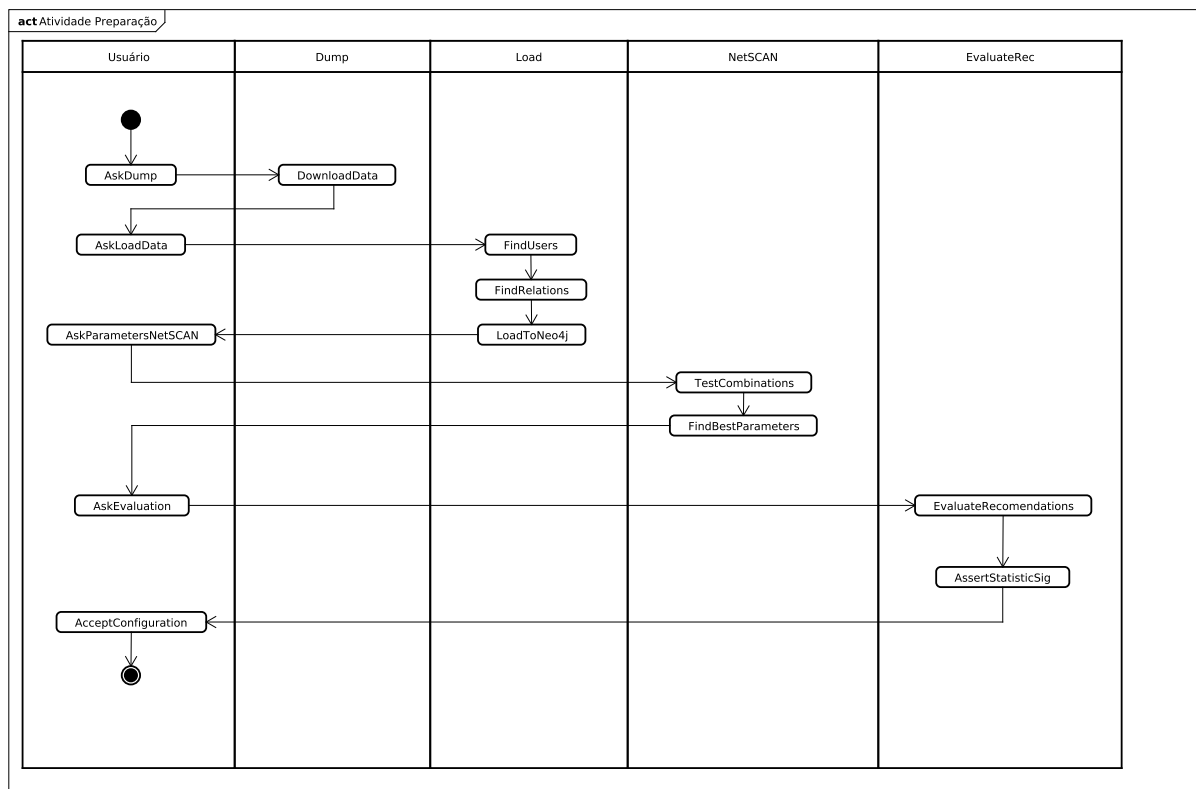 act Atividade Preparação
Usuário Dump Load NetSCAN EvaluateRec
AskDump DownloadData
AskLoadData FindUsers
FindRelations
AskParametersNetSCAN LoadToNeo4j
TestCombinations
FindBestParameters
AskEvaluation EvaluateRecomendations
AssertStatisticSig
AcceptConfiguration